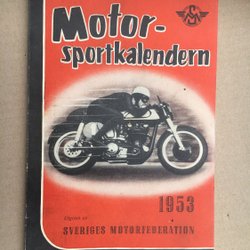 Motor-
sportkalendern
1953
Utgiven av
SVERIGES MOTORFEDERATION